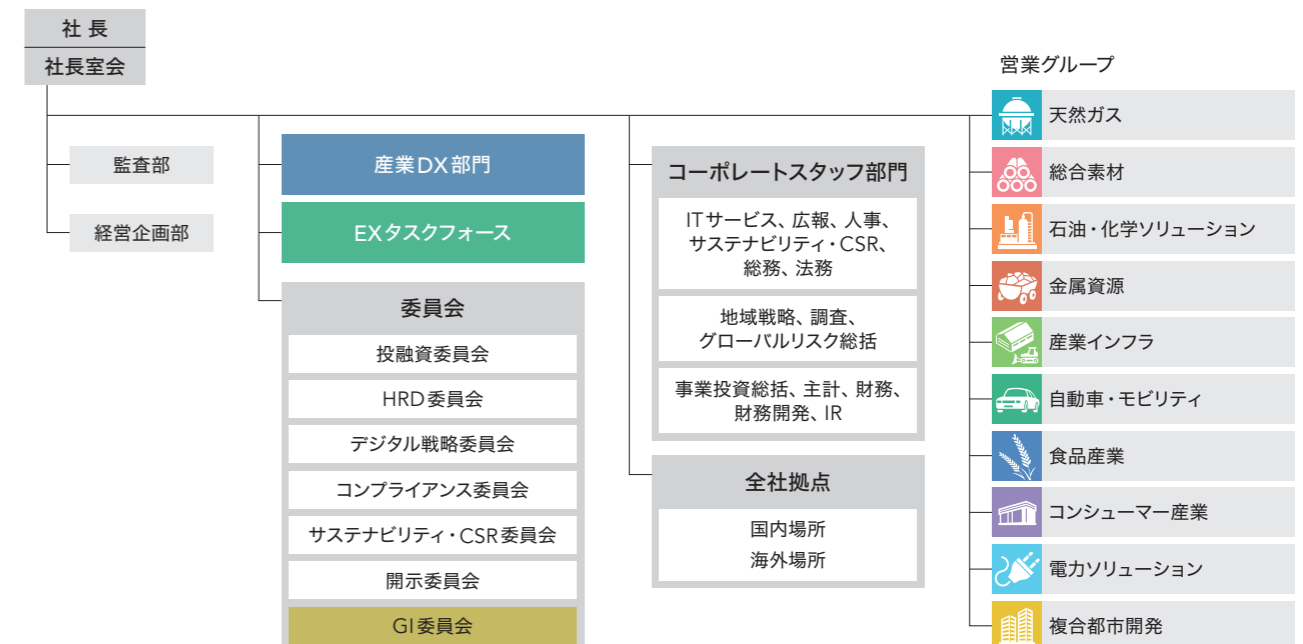 社長
社長室会
監査部
経営企画部
産業DX部門
EXタスクフォース
委員会
投融資委員会
HRD委員会
デジタル戦略委員会
コンプライアンス委員会
サステナビリティ・CSR委員会
開示委員会
GI委員会
コーポレートスタッフ部門
ITサービス、広報、人事、
サステナビリティ・CSR、
総務、法務
地域戦略、調査、
グローバルリスク総括
事業投資総括、主計、財務、
財務開発、IR
全社拠点
国内場所
海外場所
営業グループ
天然ガス
総合素材
石油・化学ソリューション
金属資源
産業インフラ
自動車・モビリティ
食品産業
コンシューマー産業
電力ソリューション
複合都市開発